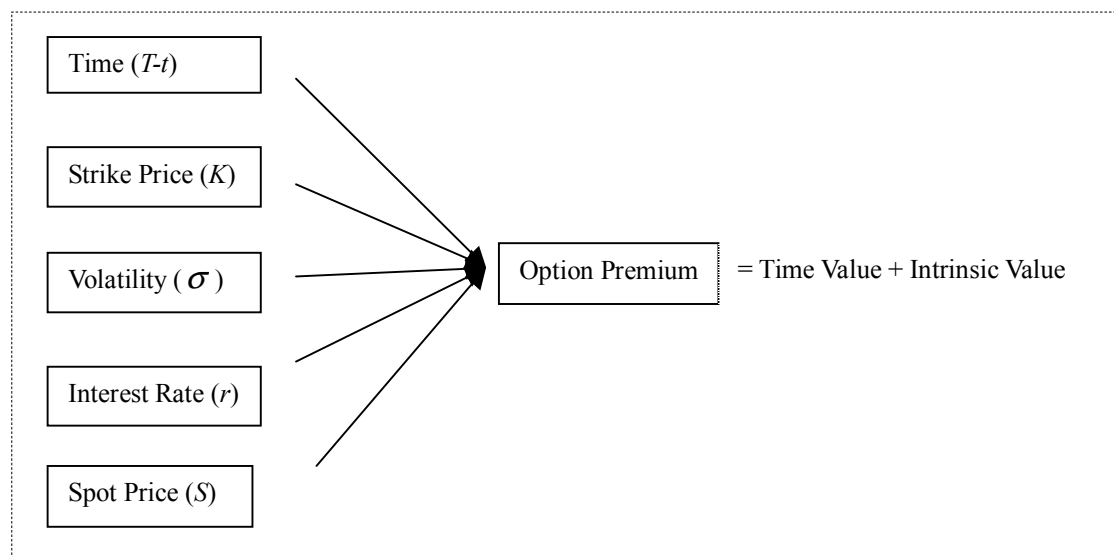 Time (T-t)
Strike Price (K)
Volatility ( σ )
Option Premium = Time Value + Intrinsic Value
Interest Rate (r)
Spot Price (S)